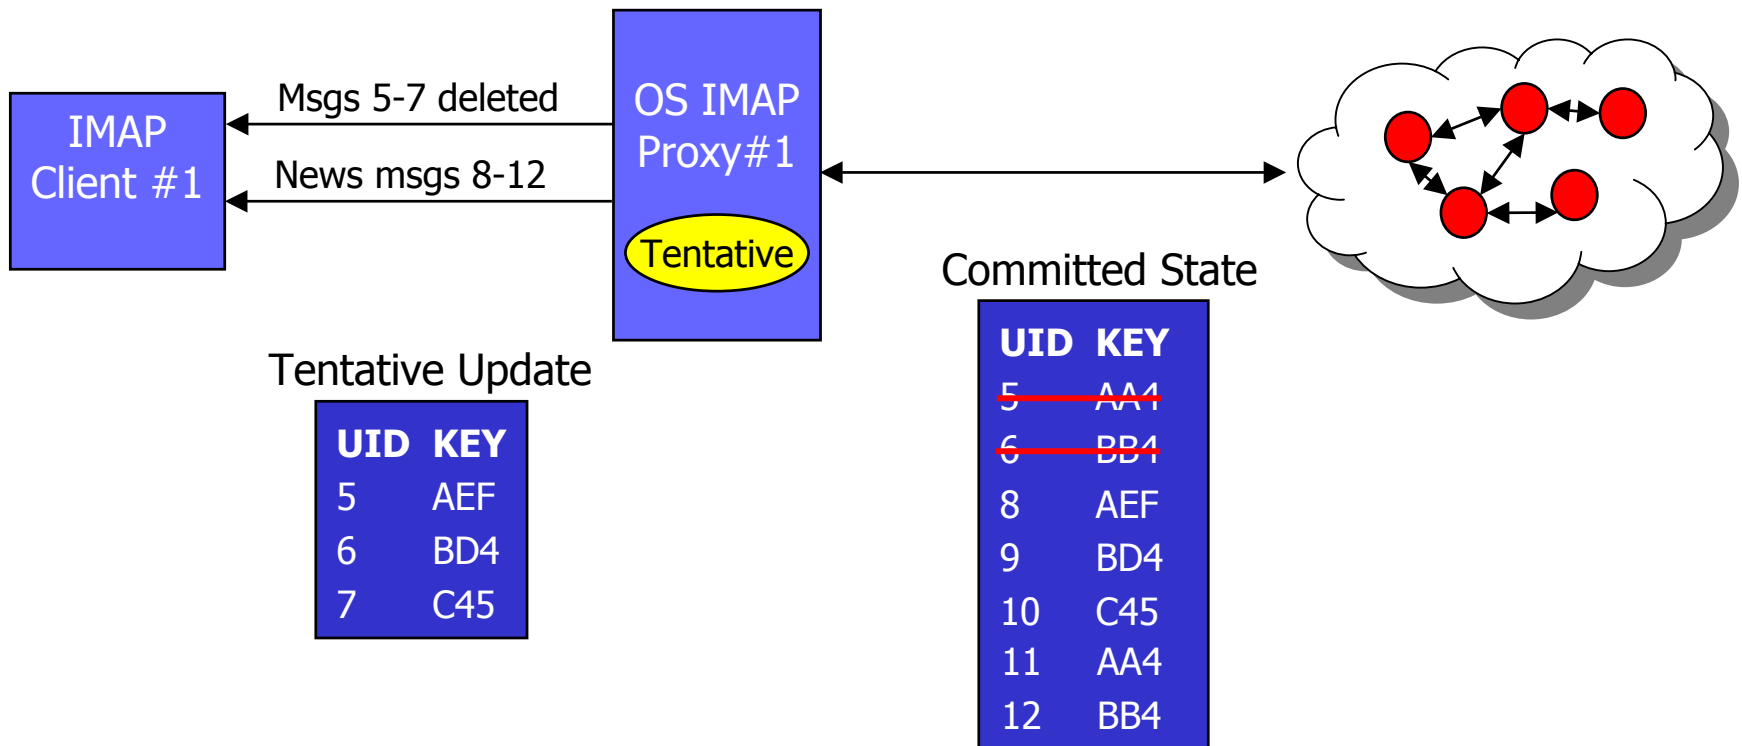 IMAP
Client #1
Msgs 5-7 deleted
News msgs 8-12
OS IMAP
Proxy#1
Tentative
Tentative Update
UID KEY
5 AEF
6 BD4
7 C45
Committed State
UID KEY
5 AA4
6 BB4
8 AEF
9 BD4
10 C45
11 AA4
12 BB4